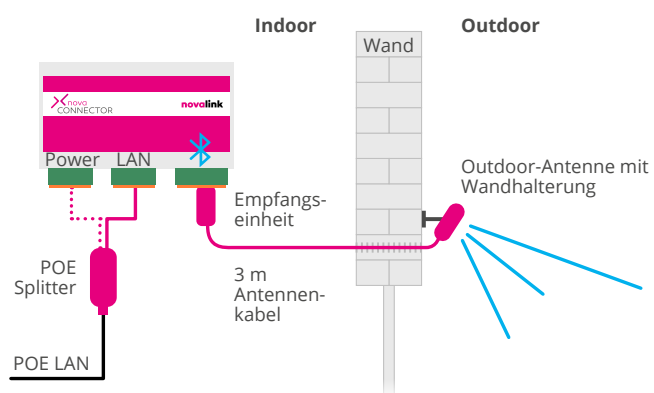 Indoor
Outdoor
Wand
nova
CONNECTOR
novalink
Power
LAN
Outdoor-Antenne mit
Wandhalterung
Empfangs-
einheit
POE
Splitter
3 m
Antennen-
kabel
POE LAN